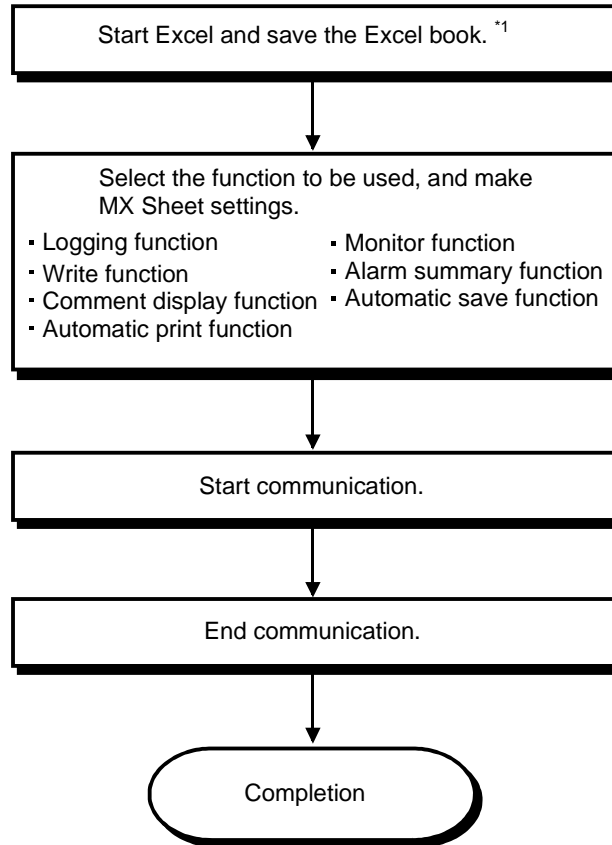 Start Excel and save the Excel book. *1
Select the function to be used, and make
MX Sheet settings.
▪ Logging function
▪ Write function
▪ Comment display function
▪ Automatic print function
▪ Monitor function
▪ Alarm summary function
▪ Automatic save function
Start communication.
End communication.
Completion